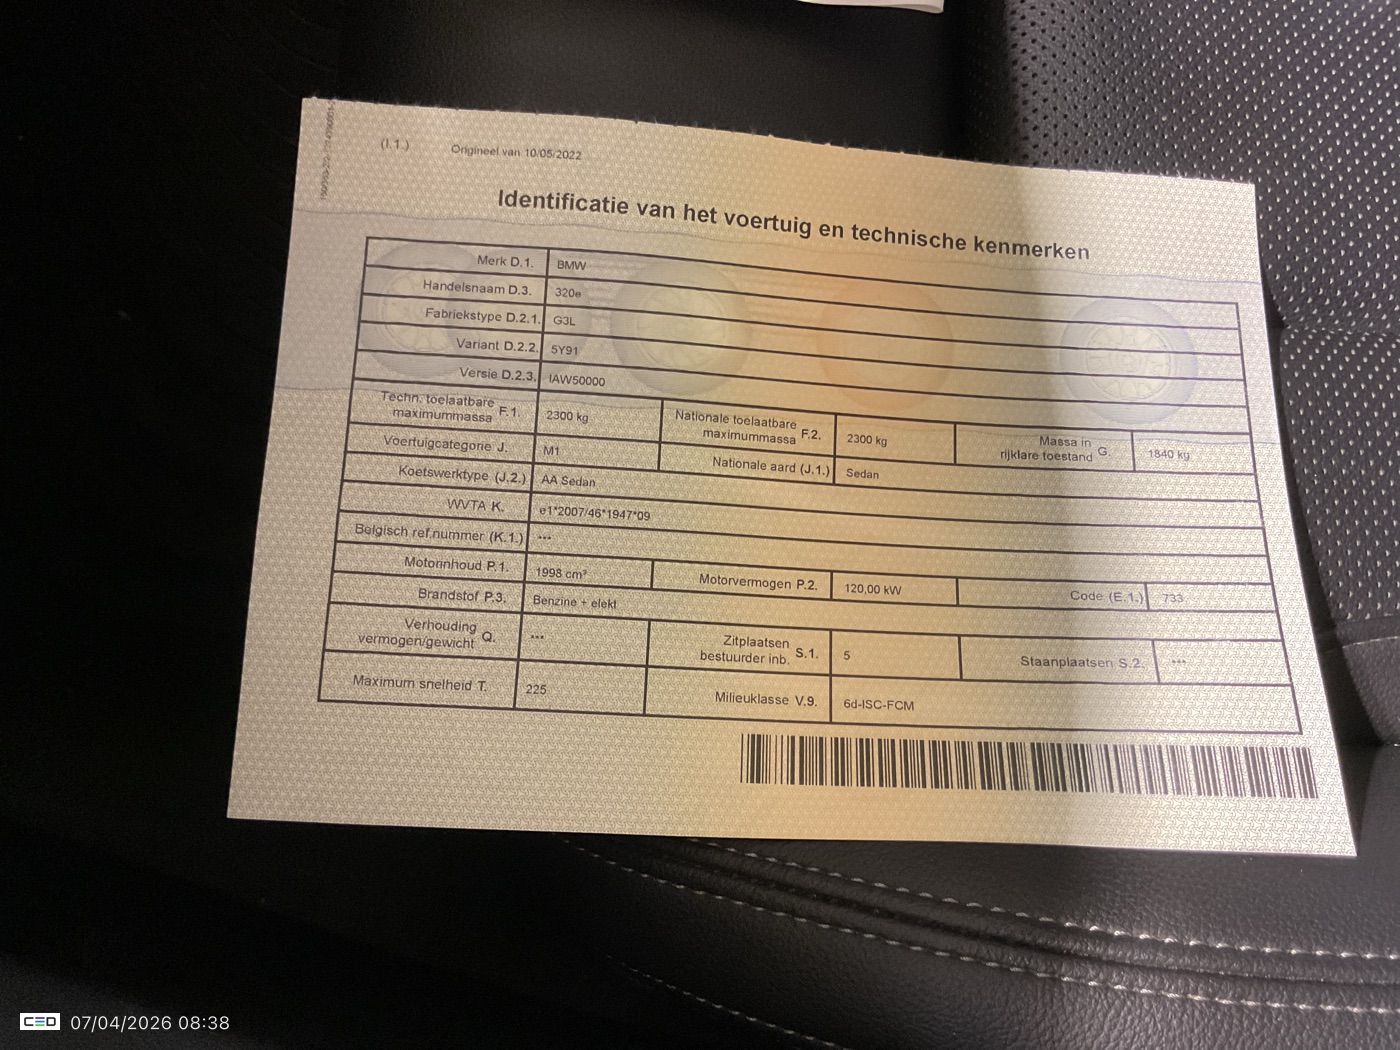 (I.1.) Origineel van 10/05/2022
Identificatie van het voertuig en technische kenmerken
Merk D.1. BMW
Handelsnaam D.3. 320e
Fabriekstype D.2.1. G3L
Variant D.2.2. 5Y91
Versie D.2.3. IAW50000
Techn. toelaatbare maximummassa F.1. 2300 kg Nationale toelaatbare maximummassa F.2. 2300 kg Massa in rijklare toestand G. 1840 kg
Voertuigcategorie J. M1 Nationale aard (J.1.) Sedan
Koetswerktype (J.2.) AA Sedan
WVTA K. e1*2007/46*1947*09
Belgisch ref.nummer (K.1.) ---
Motorinhoud P.1. 1998 cm³ Motorvermogen P.2. 120,00 kW Code (E.1.) 733
Brandstof P.3. Benzine + elekt
Verhouding vermogen/gewicht Q. --- Zitplaatsen bestuurder inb. S.1. 5 Staanplaatsen S.2. ---
Maximum snelheid T. 225 Milieuklasse V.9. 6d-ISC-FCM
CED 07/04/2026 08:38